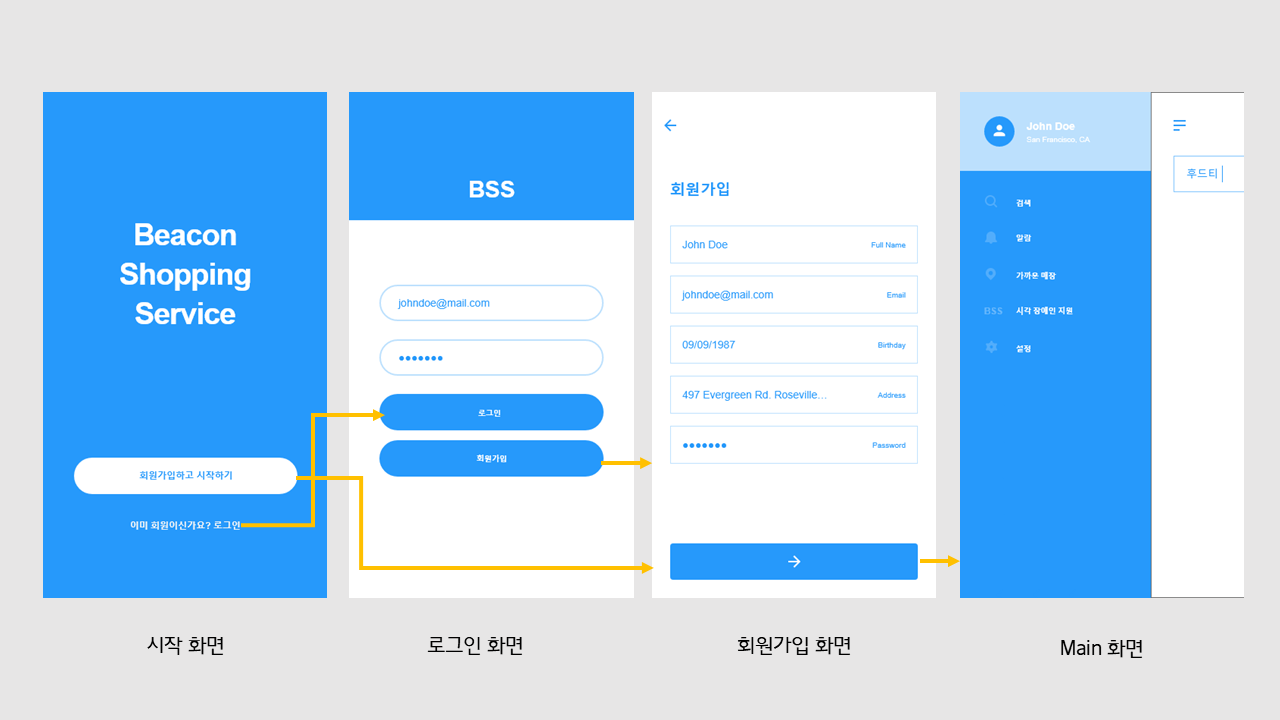 Beacon
Shopping
Service
회원가입하고 시작하기
이미 회원이신가요? 로그인
시작 화면
BSS
johndoe@mail.com
●●●●●●●
로그인
회원가입
로그인 화면
회원가입
John Doe Full Name
johndoe@mail.com Email
09/09/1987 Birthday
497 Evergreen Rd. Roseville... Address
●●●●●●● Password
회원가입 화면
John Doe
San Francisco, CA
검색
알람
가까운 매장
BSS 시각 장애인 지원
설정
후드티
Main 화면